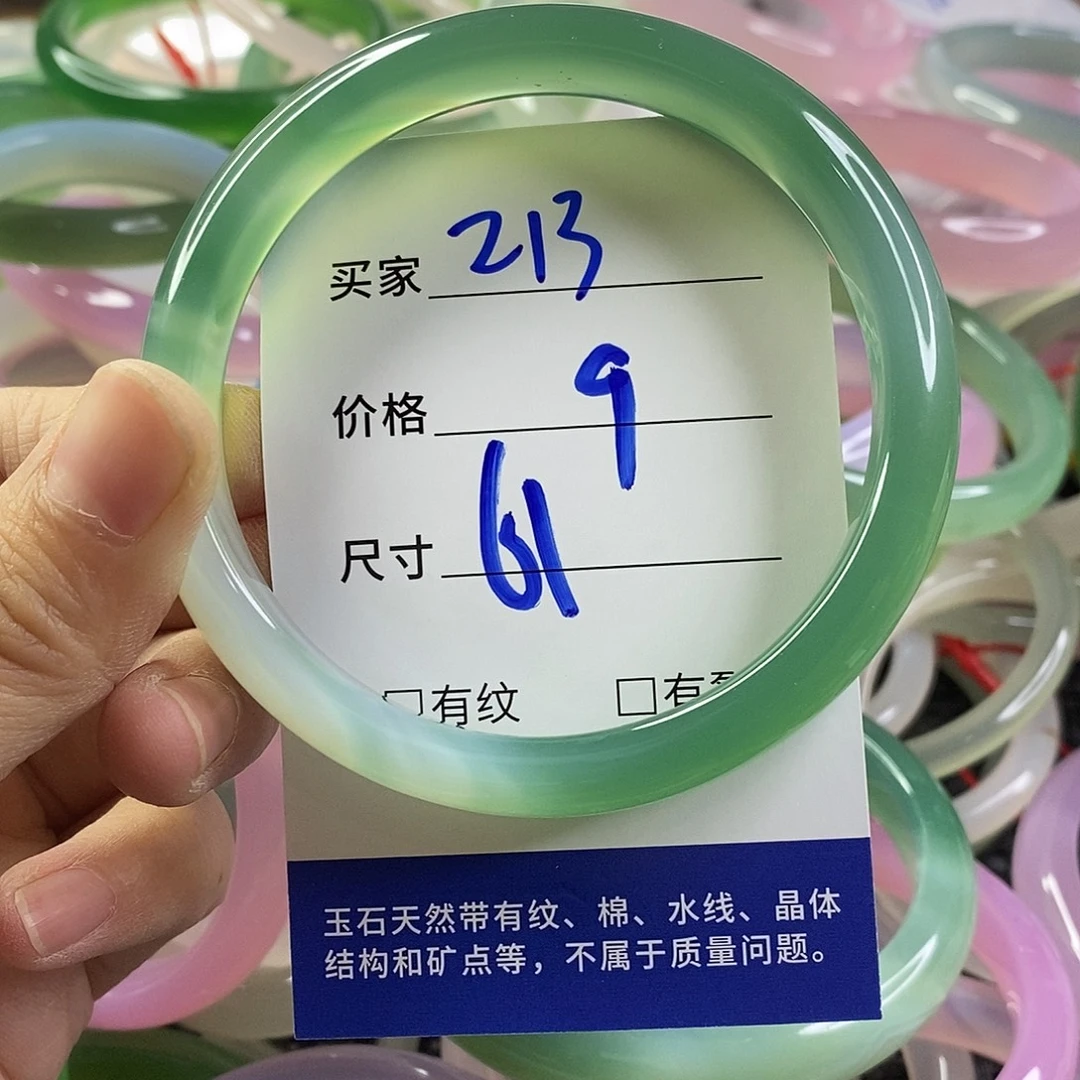 买家 213
价格 9
尺寸 61
□有纹 □有
玉石天然带有纹、棉、水线、晶体
结构和矿点等，不属于质量问题。